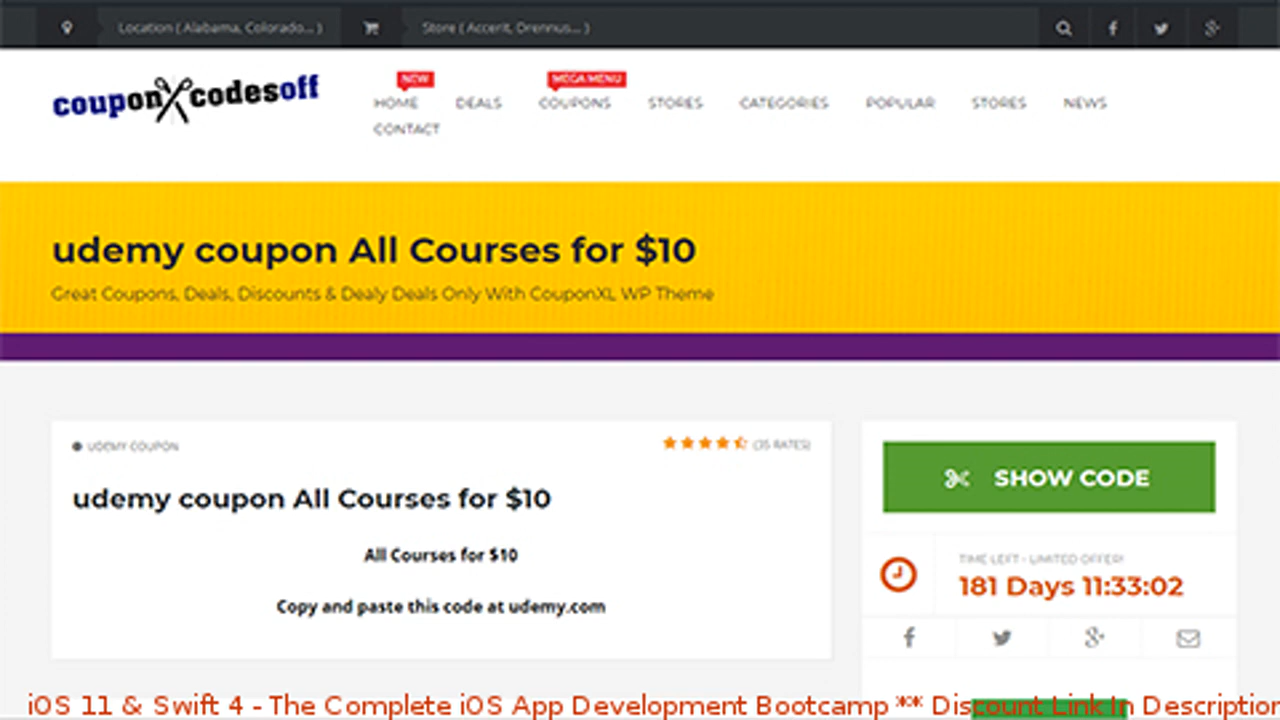 Location ( Alabama, Colorado... ) Store ( Accent, Drennus... )
couponXcodesoff
NEW MEGA MENU
HOME DEALS COUPONS STORES CATEGORIES POPULAR STORES NEWS
CONTACT
udemy coupon All Courses for $10
Great Coupons, Deals, Discounts & Dealy Deals Only With CouponXL WP Theme
UDEMY COUPON (35 RATES)
SHOW CODE
udemy coupon All Courses for $10
All Courses for $10
TIME LEFT - LIMITED OFFER!
181 Days 11:33:02
Copy and paste this code at udemy.com
iOS 11 & Swift 4 - The Complete iOS App Development Bootcamp ** Discount Link In Description